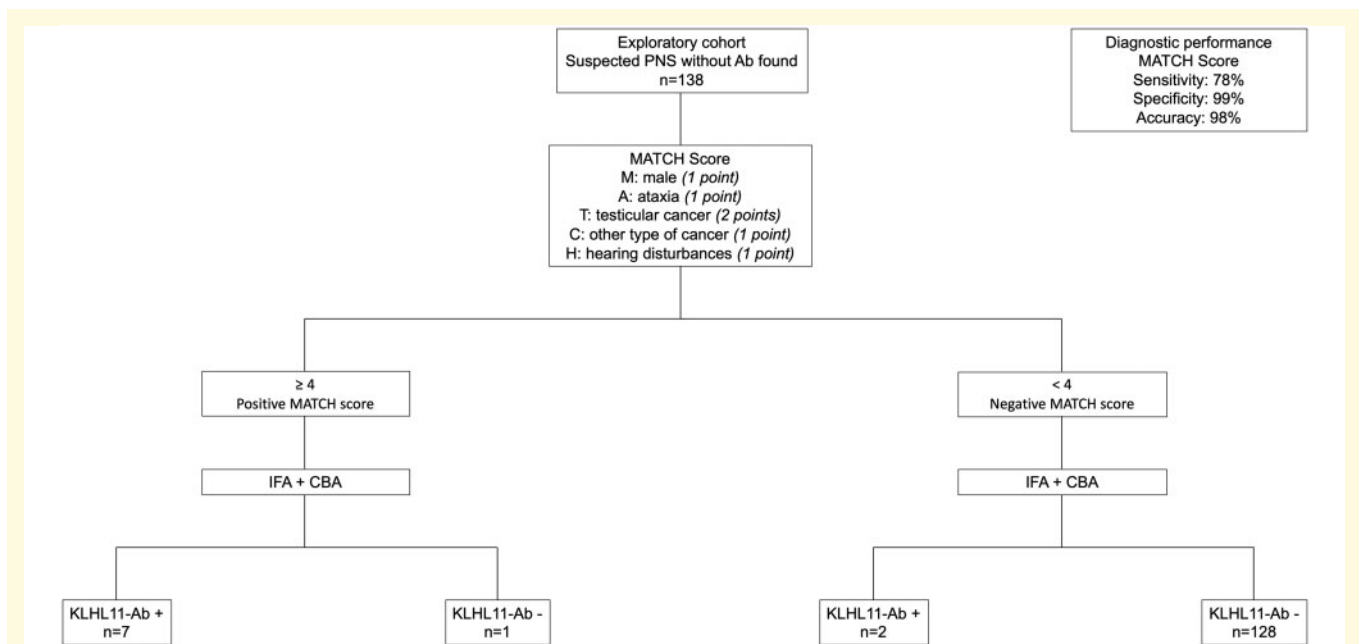 Exploratory cohort
Suspected PNS without Ab found
n=138
Diagnostic performance
MATCH Score
Sensitivity: 78%
Specificity: 99%
Accuracy: 98%
MATCH Score
M: male (1 point)
A: ataxia (1 point)
T: testicular cancer (2 points)
C: other type of cancer (1 point)
H: hearing disturbances (1 point)
≥ 4
Positive MATCH score
< 4
Negative MATCH score
IFA + CBA
IFA + CBA
KLHL11-Ab +
n=7
KLHL11-Ab -
n=1
KLHL11-Ab +
n=2
KLHL11-Ab -
n=128